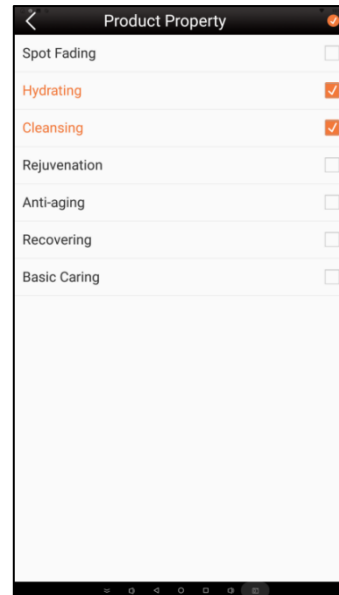 Product Property
Spot Fading
Hydrating
Cleansing
Rejuvenation
Anti-aging
Recovering
Basic Caring